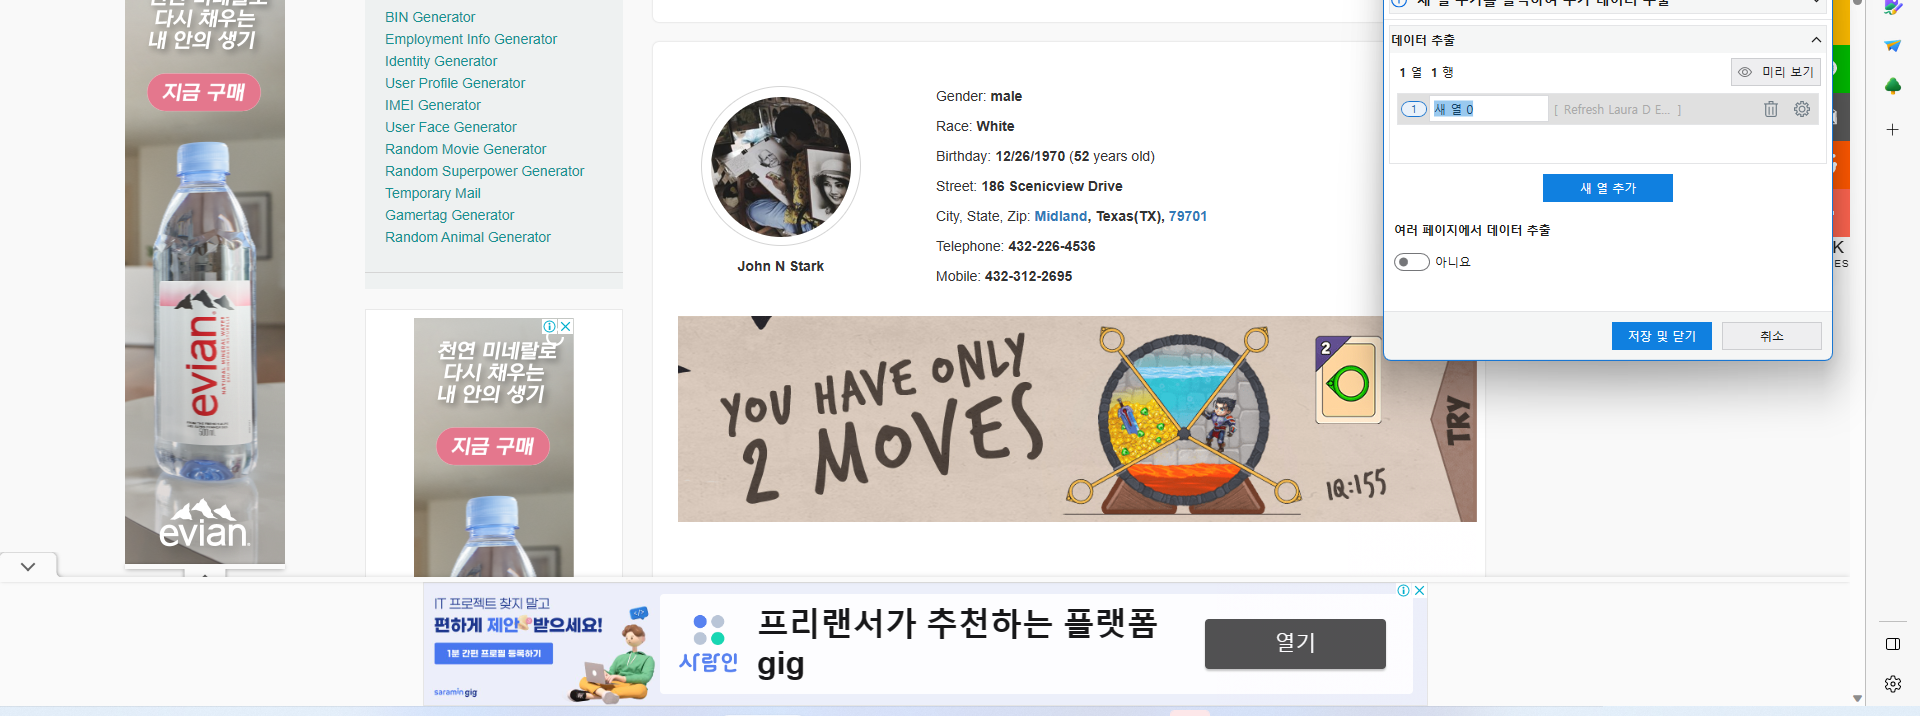 다시 채우는
내 안의 생기
지금 구매
evian
NATURAL MINERAL WATER
500mL
evian
BIN Generator
Employment Info Generator
Identity Generator
User Profile Generator
IMEI Generator
User Face Generator
Random Movie Generator
Random Superpower Generator
Temporary Mail
Gamertag Generator
Random Animal Generator
천연 미네랄로
다시 채우는
내 안의 생기
지금 구매
John N Stark
Gender: male
Race: White
Birthday: 12/26/1970 (52 years old)
Street: 186 Scenicview Drive
City, State, Zip: Midland, Texas(TX), 79701
Telephone: 432-226-4536
Mobile: 432-312-2695
YOU HAVE ONLY
2 MOVES
2
IQ:155
TRY
데이터 추출
1 열 1 행
미리 보기
1 새 열 0 [ Refresh Laura D E... ]
새 열 추가
여러 페이지에서 데이터 추출
아니요
저장 및 닫기
취소
K
ES
IT 프로젝트 찾지 말고
편하게 제안 받으세요!
1분 간편 프로필 등록하기
saramin gig
사람인
프리랜서가 추천하는 플랫폼
gig
열기